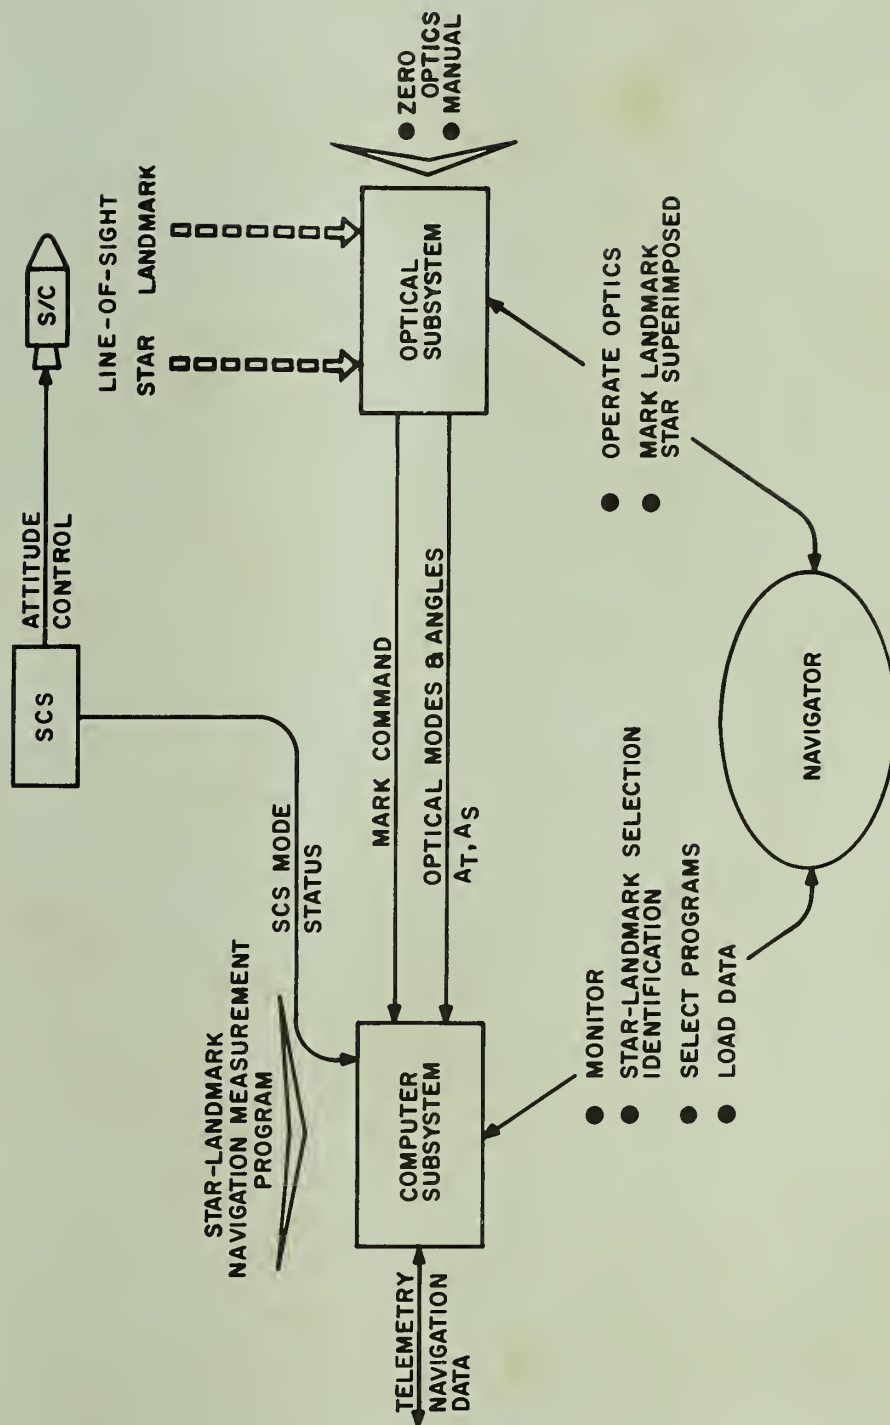 SCS
ATTITUDE
CONTROL
S/C
LINE-OF-SIGHT
STAR LANDMARK
SCS MODE
STATUS
STAR-LANDMARK
NAVIGATION MEASUREMENT
PROGRAM
TELEMETRY
NAVIGATION
DATA
COMPUTER
SUBSYSTEM
MARK COMMAND
OPTICAL MODES & ANGLES
AT, AS
OPTICAL
SUBSYSTEM
● ZERO
OPTICS
● MANUAL
● MONITOR
● STAR-LANDMARK SELECTION
IDENTIFICATION
● SELECT PROGRAMS
● LOAD DATA
● OPERATE OPTICS
● MARK LANDMARK
STAR SUPERIMPOSED
NAVIGATOR